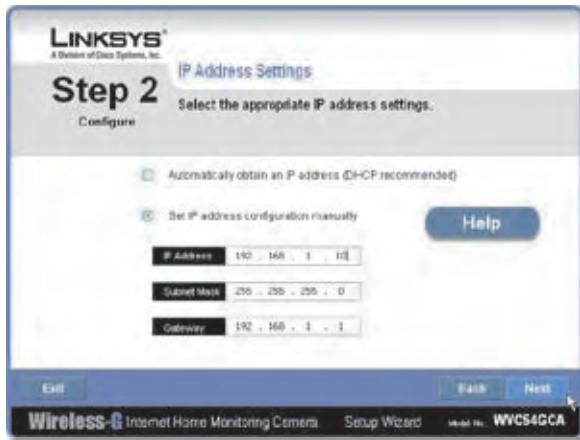 LINKSYS®
A Division of Cisco Systems, Inc.
Step 2
Configure
IP Address Settings
Select the appropriate IP address settings.
Automatically obtain an IP address (DHCP recommended)
Set IP address configuration manually
Help
IP Address 192 . 168 . 1 . 10
Subnet Mask 255 . 255 . 255 . 0
Gateway 192 . 168 . 1 . 1
Exit
Back
Next
Wireless-G Internet Home Monitoring Camera Setup Wizard Model No. WVC54GCA